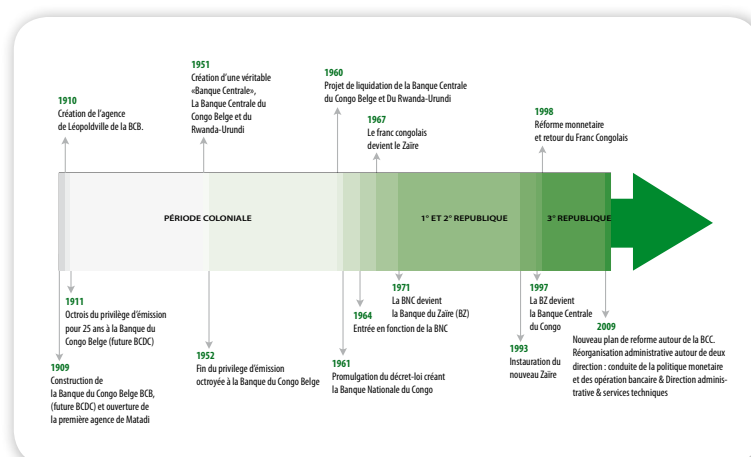 1910
Création de l'agence
de Léopoldville de la BCB.
1951
Création d'une véritable
«Banque Centrale»,
La Banque Centrale du
Congo Belge et du
Rwanda-Urundi
1960
Projet de liquidation de la Banque Centrale
du Congo Belge et Du Rwanda-Urundi
1967
Le franc congolais
devient le Zaïre
1998
Réforme monnetaire
et retour du Franc Congolais
PÉRIODE COLONIALE
1° ET 2° REPUBLIQUE
3° REPUBLIQUE
1911
Octrois du privilège d'émission
pour 25 ans à la Banque du
Congo Belge (future BCDC)
1909
Construction de
la Banque du Congo Belge BCB,
(future BCDC) et ouverture de
la première agence de Matadi
1952
Fin du privilege d'émission
octroyée à la Banque du Congo Belge
1961
Promulgation du décret-loi créant
la Banque Nationale du Congo
1964
Entrée en fonction de la BNC
1971
La BNC devient
la Banque du Zaïre (BZ)
1993
Instauration du
nouveau Zaïre
1997
La BZ devient
la Banque Centrale
du Congo
2009
Nouveau plan de reforme autour de la BCC.
Réorganisation administrative autour de deux
direction : conduite de la politique monetaire
et des opération bancaire & Direction adminis-
trative & services techniques